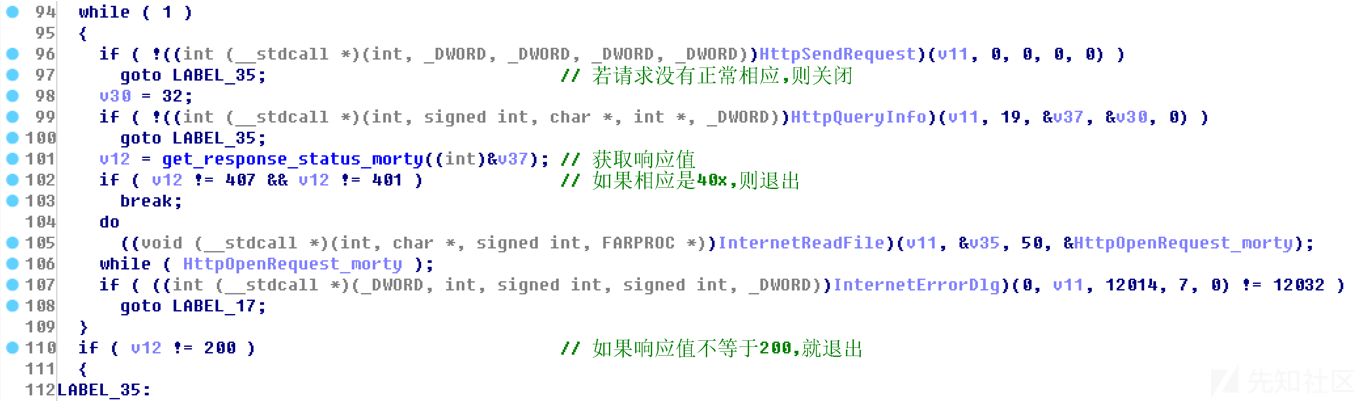 94 while ( 1 )
95 {
96 if ( !((int (__stdcall *)(int, _DWORD, _DWORD, _DWORD, _DWORD))HttpSendRequest)(v11, 0, 0, 0, 0) )
97 goto LABEL_35; // 若请求没有正常相应,则关闭
98 v30 = 32;
99 if ( !((int (__stdcall *)(int, signed int, char *, int *, _DWORD))HttpQueryInfo)(v11, 19, &v37, &v30, 0) )
100 goto LABEL_35;
101 v12 = get_response_status_morty((int)&v37); // 获取响应值
102 if ( v12 != 407 && v12 != 401 ) // 如果相应是40x,则退出
103 break;
104 do
105 ((void (__stdcall *)(int, char *, signed int, FARPROC *))InternetReadFile)(v11, &v35, 50, &HttpOpenRequest_morty);
106 while ( HttpOpenRequest_morty );
107 if ( ((int (__stdcall *)(_DWORD, int, signed int, signed int, _DWORD))InternetErrorDlg)(0, v11, 12014, 7, 0) != 12032 )
108 goto LABEL_17;
109 }
110 if ( v12 != 200 ) // 如果响应值不等于200,就退出
111 {
112 LABEL_35:
先知社区